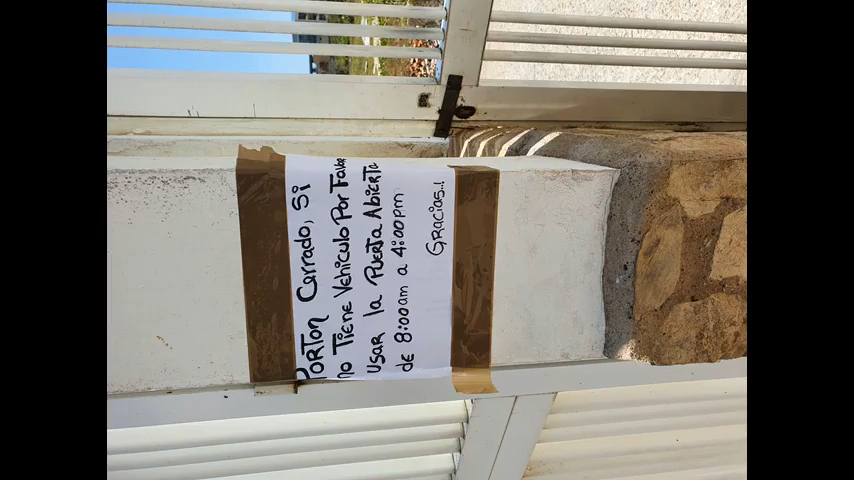 PORTON Cerrado, Si
no Tiene Vehiculo Por Favor
usar la Puerta Abierta
de 8:00am a 4:00pm
Gracias..!